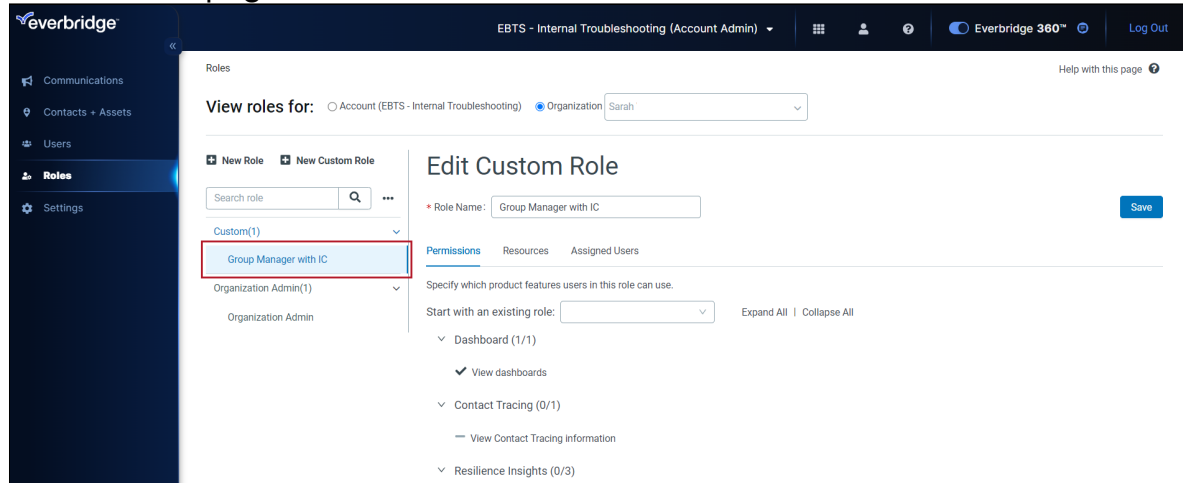 everbridge
EBTS - Internal Troubleshooting (Account Admin)
Everbridge 360™
Log Out
Communications
Contacts + Assets
Users
Roles
Settings
Roles
Help with this page
View roles for: Account (EBTS - Internal Troubleshooting) Organization Sarah
New Role New Custom Role
Search role
Custom(1)
Group Manager with IC
Organization Admin(1)
Organization Admin
Edit Custom Role
* Role Name: Group Manager with IC
Save
Permissions Resources Assigned Users
Specify which product features users in this role can use.
Start with an existing role: Expand All | Collapse All
Dashboard (1/1)
View dashboards
Contact Tracing (0/1)
View Contact Tracing information
Resilience Insights (0/3)